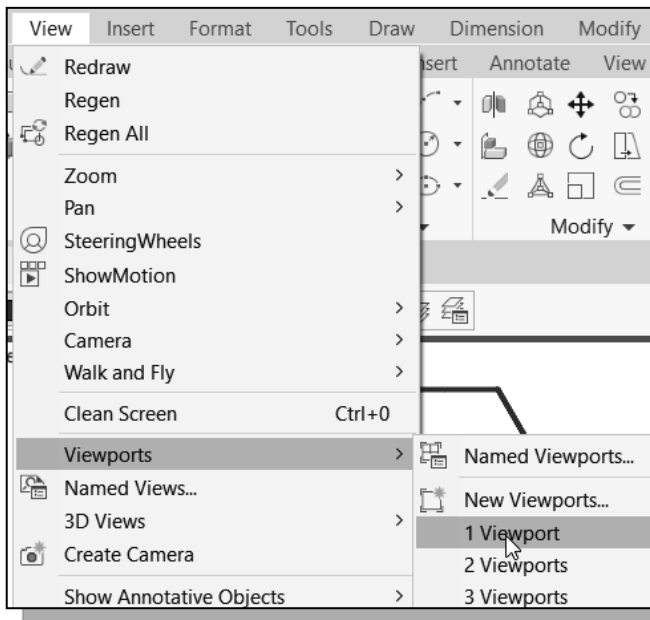 View Insert Format Tools Draw Dimension Modify
Annotate View
Redraw
Regen
Regen All
Zoom
Pan
Modify
SteeringWheels
ShowMotion
Orbit
Camera
Walk and Fly
Clean Screen Ctrl+0
Viewports
Named Viewports...
Named Views...
New Viewports...
3D Views
1 Viewport
Create Camera
2 Viewports
Show Annotative Objects
3 Viewports